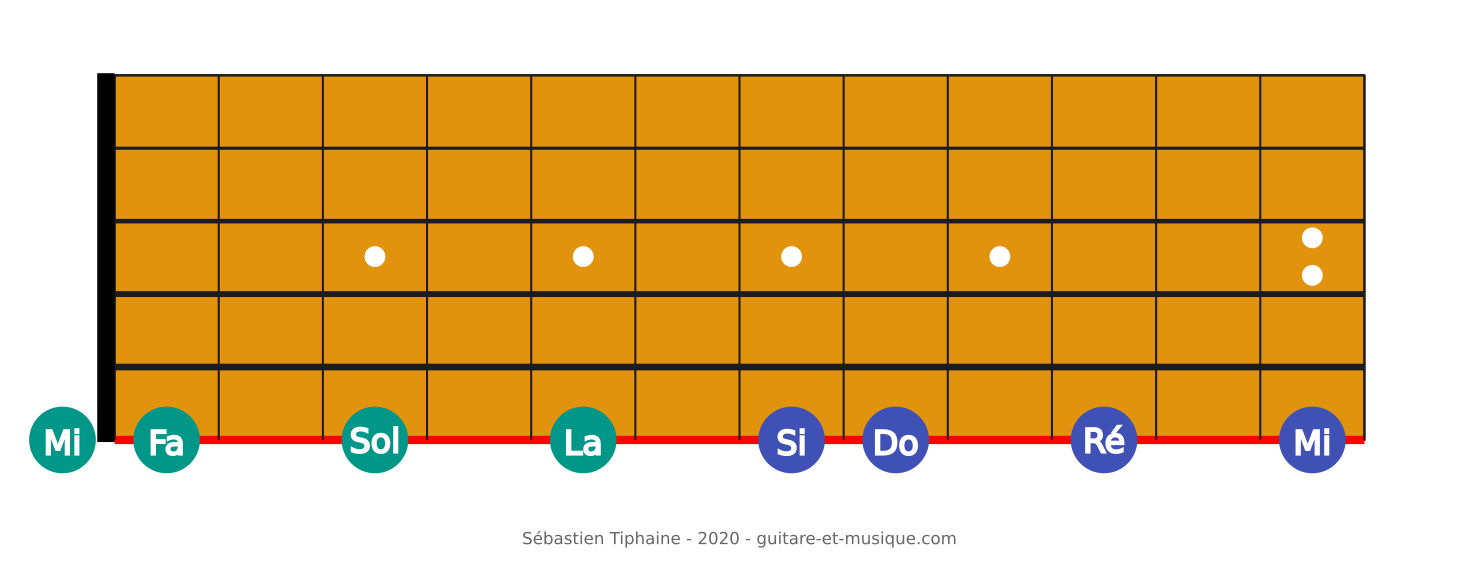 Mi Fa Sol La Si Do Ré Mi
Sébastien Tiphaine - 2020 - guitare-et-musique.com